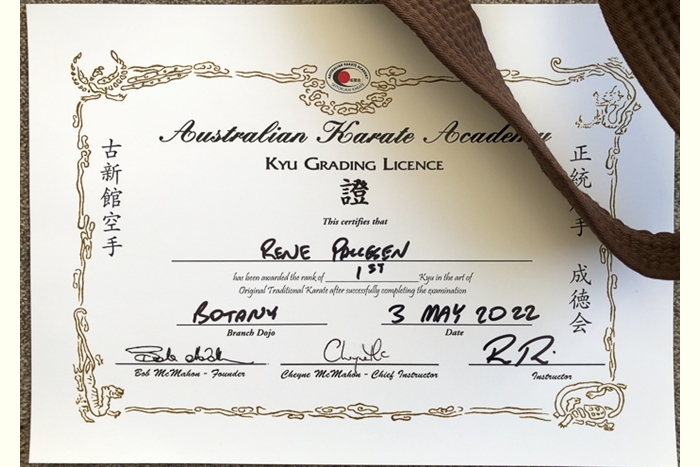 Australian Karate Academy
KYU GRADING LICENCE
證
This certifies that
RENE POULSEN
has been awarded the rank of 1ST Kyu in the art of
Original Traditional Karate after successfully completing the examination
BOTANY 3 MAY 2022
Branch Dojo Date
Bob McMahon - Founder Cheyne McMahon - Chief Instructor Instructor
古新館空手
正統 手 成德会